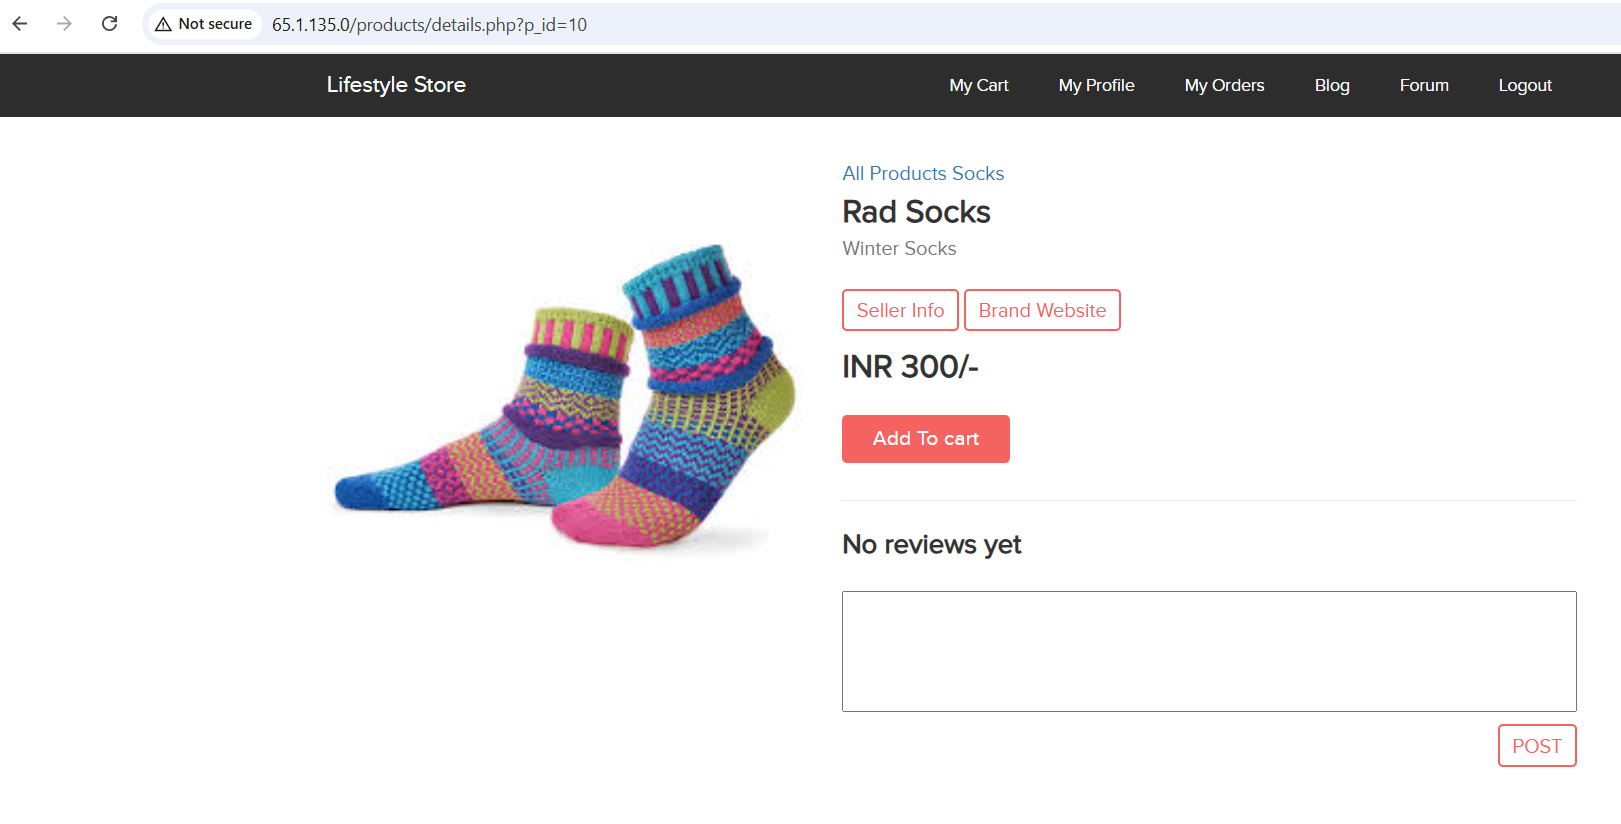 Not secure 65.1.135.0/products/details.php?p_id=10
Lifestyle Store My Cart My Profile My Orders Blog Forum Logout
All Products Socks
Rad Socks
Winter Socks
Seller Info Brand Website
INR 300/-
Add To cart
No reviews yet
POST